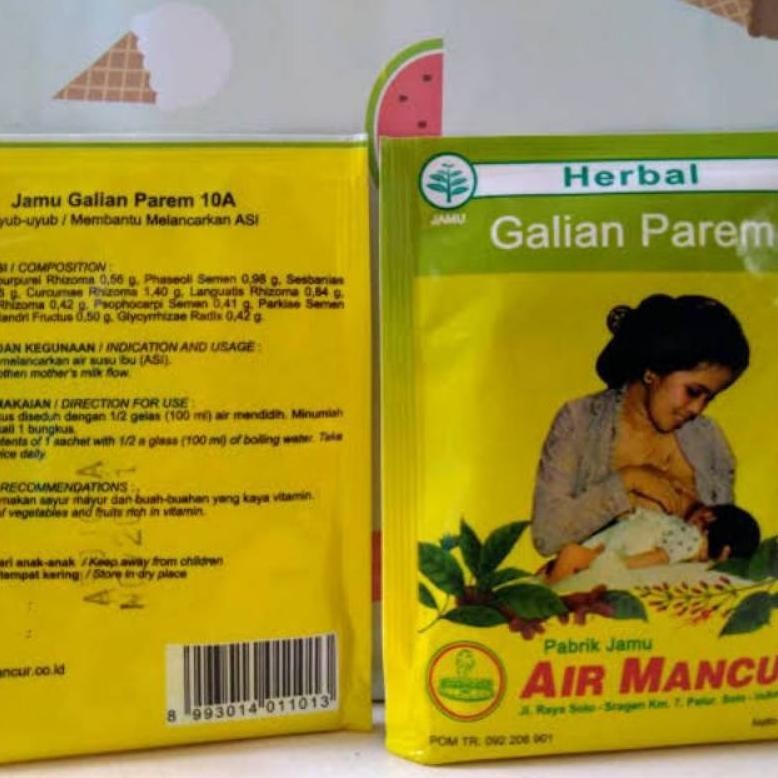 Jamu Galian Parem 10A
yub-uyub / Membantu Melancarkan ASI
SI / COMPOSITION :
purpurei Rhizoma 0,56 g, Phaseoli Semen 0,98 g, Sesbaniae
g, Curcumae Rhizoma 1,40 g, Languatis Rhizoma 0,84 g,
Rhizoma 0,42 g, Psophocarpi Semen 0,41 g, Parkiae Semen
iandri Fructus 0,50 g, Glycyrrhizae Radix 0,42 g.
DAN KEGUNAAN / INDICATION AND USAGE :
melancarkan air susu ibu (ASI).
othen mother's milk flow.
MAKAIAN / DIRECTION FOR USE :
us diseduh dengan 1/2 gelas (100 ml) air mendidih. Minumlah
kali 1 bungkus.
ntents of 1 sachet with 1/2 a glass (100 ml) of boiling water. Take
ice daily.
RECOMMENDATIONS :
makan sayur mayur dan buah-buahan yang kaya vitamin.
of vegetables and fruits rich in vitamin.
ari anak-anak / Keep away from children
tempat kering / Store in dry place
ancur.co.id
8 993014 011013
Herbal
JAMU
Galian Parem
Pabrik Jamu
AIR MANCU
Jl. Raya Solo - Sragen Km. 7, Palur, Solo -
POM TR: 092 206 901